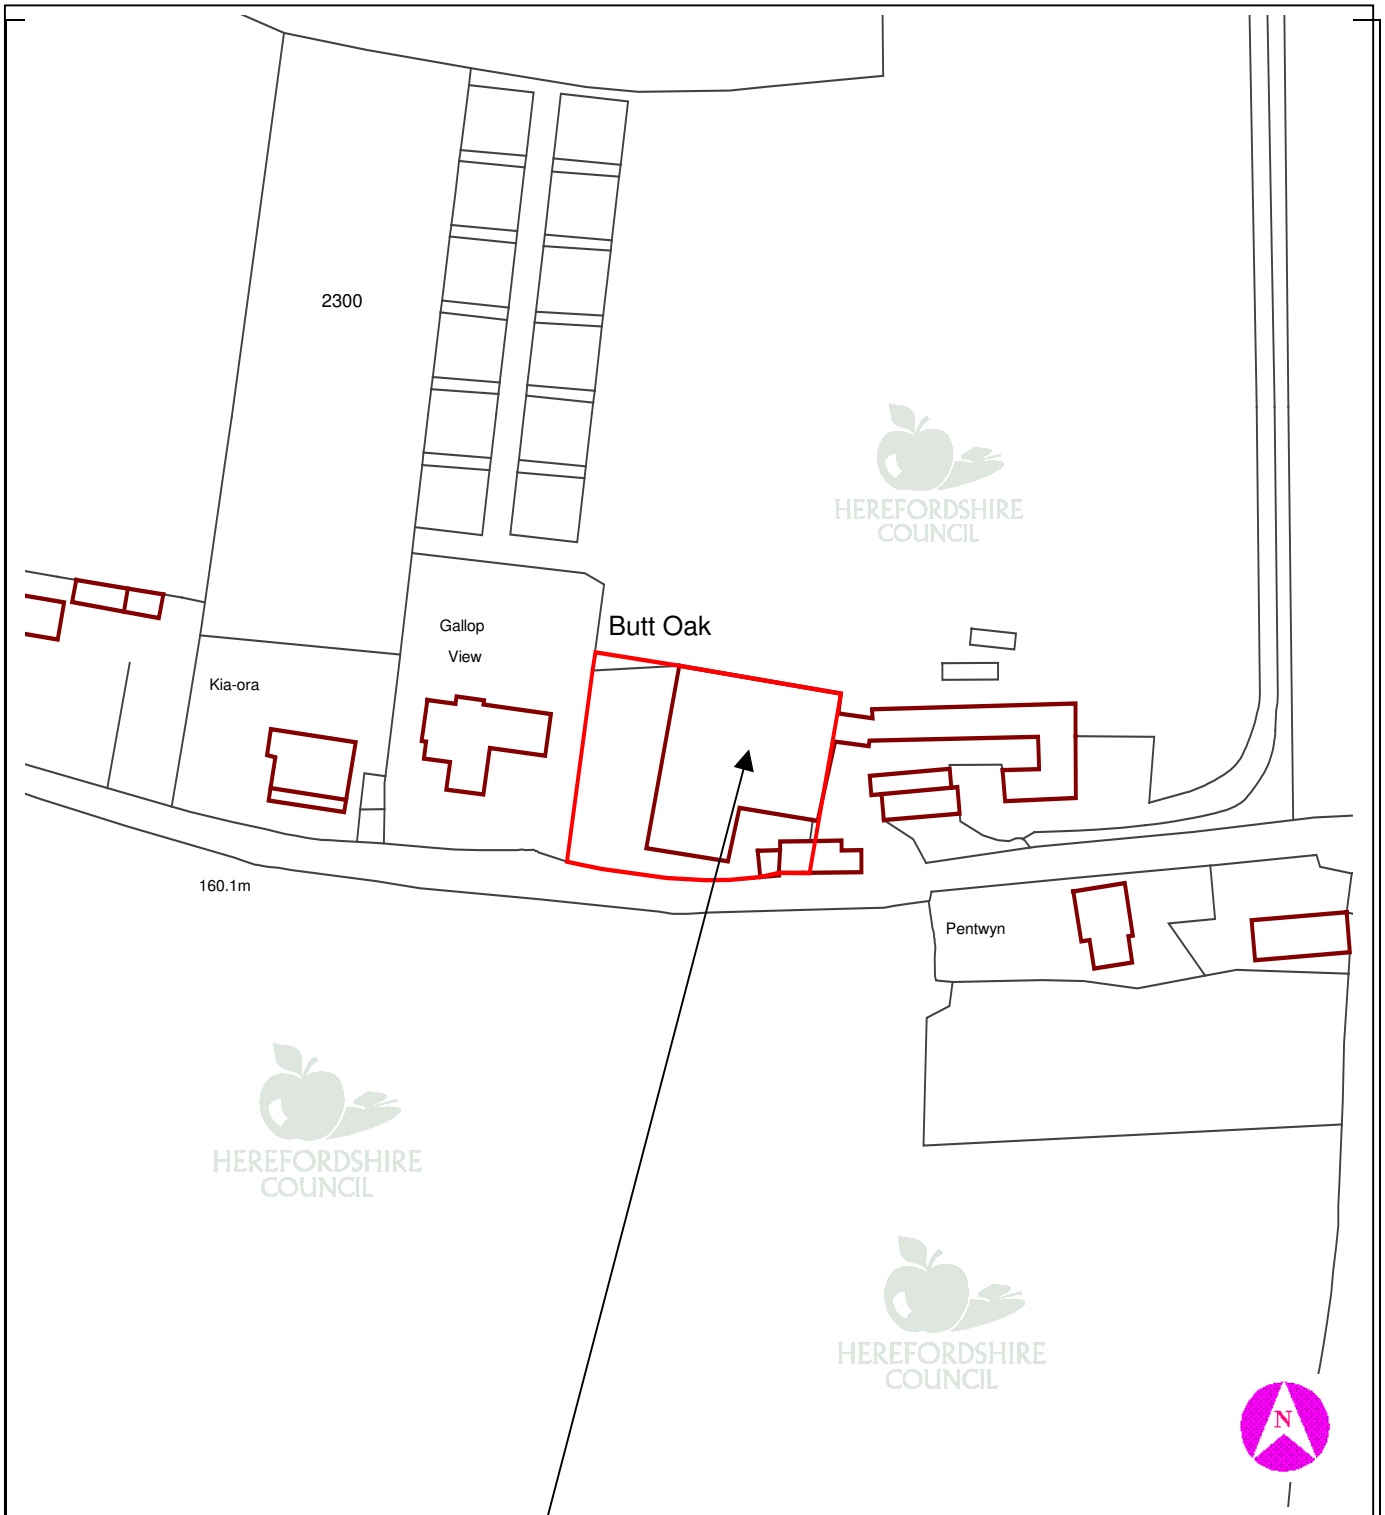 2300
HEREFORDSHIRE
COUNCIL
Gallop
View
Butt Oak
Kia-ora
160.1m
Pentwyn
HEREFORDSHIRE
COUNCIL
HEREFORDSHIRE
COUNCIL
N